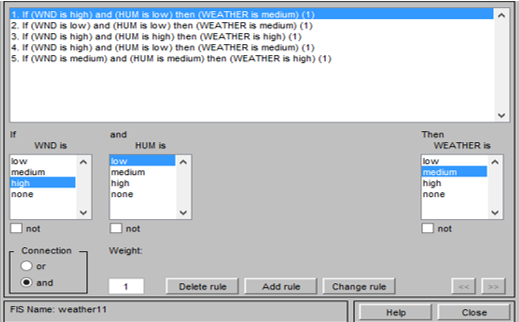 1. If (WND is high) and (HUM is low) then (WEATHER is medium) (1)
2. If (WND is low) and (HUM is low) then (WEATHER is medium) (1)
3. If (WND is high) and (HUM is high) then (WEATHER is high) (1)
4. If (WND is high) and (HUM is low) then (WEATHER is medium) (1)
5. If (WND is medium) and (HUM is medium) then (WEATHER is high) (1)
If and Then
WND is HUM is WEATHER is
low low low
medium medium medium
high high high
none none none
not not not
Connection Weight:
or
and 1 Delete rule Add rule Change rule << >>
FIS Name: weather11 Help Close